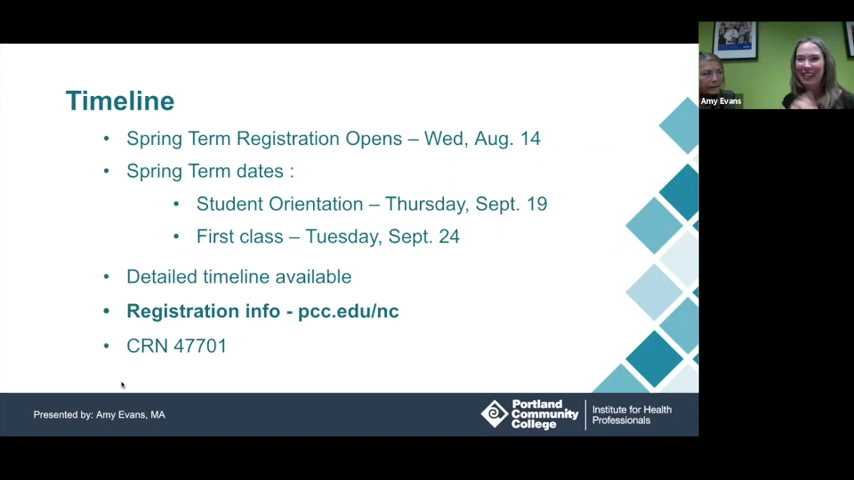 Timeline
• Spring Term Registration Opens – Wed, Aug. 14
• Spring Term dates :
• Student Orientation – Thursday, Sept. 19
• First class – Tuesday, Sept. 24
• Detailed timeline available
• Registration info - pcc.edu/nc
• CRN 47701
Presented by: Amy Evans, MA
Portland
Community
College
Institute for Health
Professionals
Amy Evans